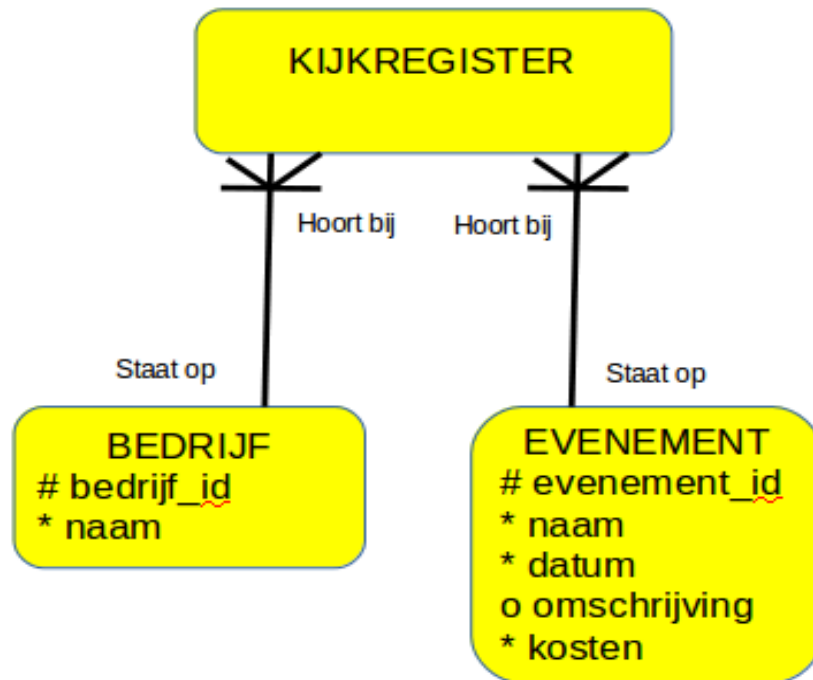 KIJKREGISTER
Hoort bij
Hoort bij
Staat op
Staat op
BEDRIJF
# bedrijf_id
* naam
EVENEMENT
# evenement_id
* naam
* datum
o omschrijving
* kosten